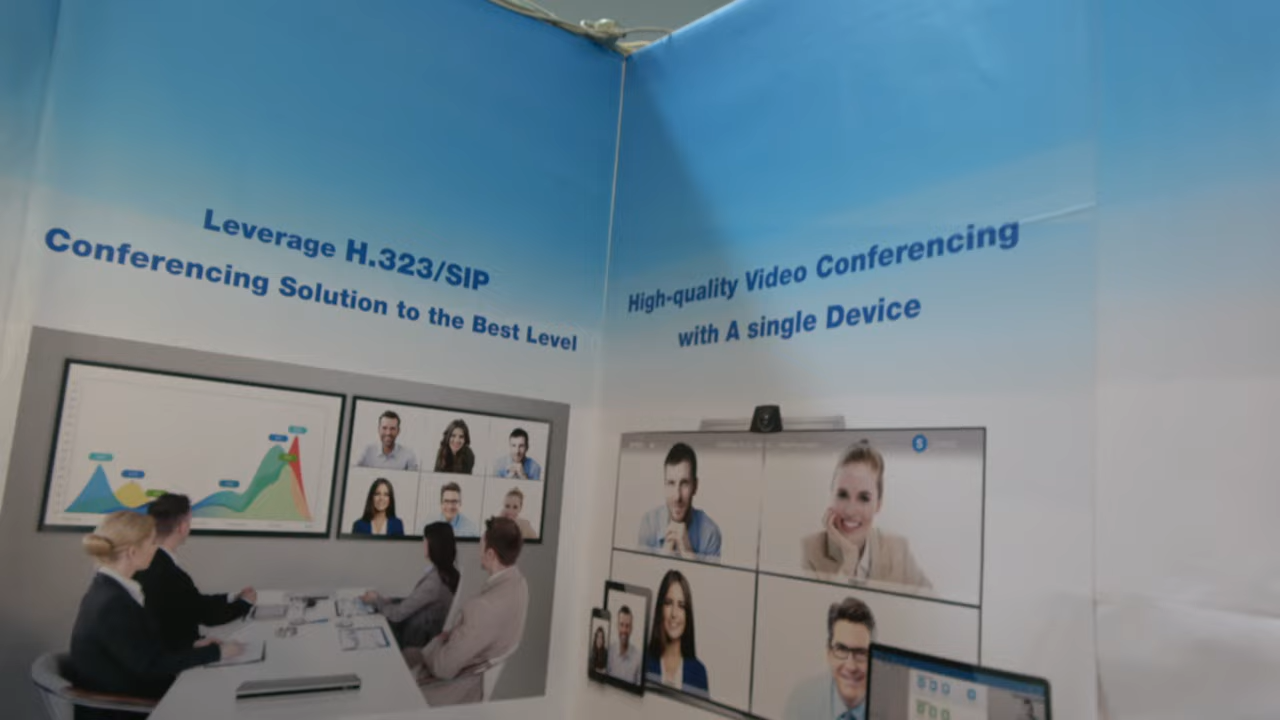 Leverage H.323/SIP
Conferencing Solution to the Best Level
High-quality Video Conferencing
with A single Device